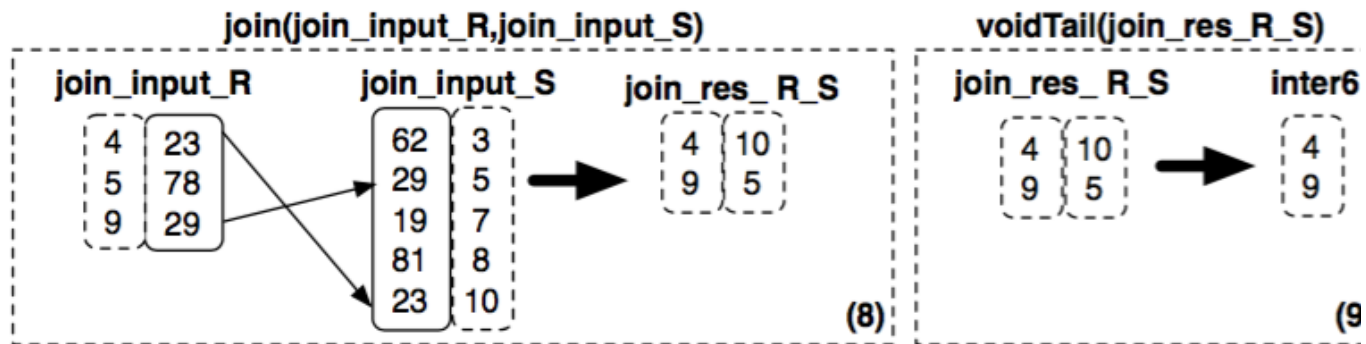 join(join_input_R,join_input_S)
voidTail(join_res_R_S)
join_input_R
join_input_S
join_res_ R_S
join_res_ R_S
inter6
4 23
5 78
9 29
62 3
29 5
19 7
81 8
23 10
4 10
9 5
4 10
9 5
4
9
(8)
(9